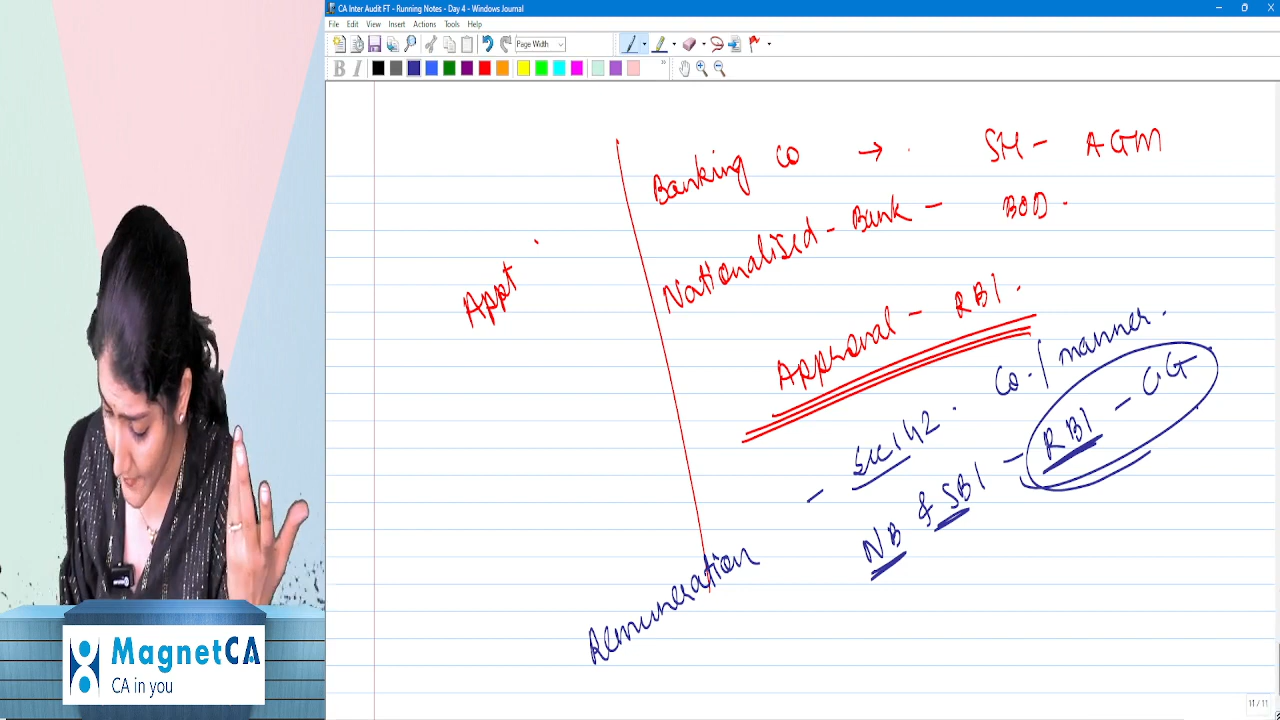 CA Inter Audit FT - Running Notes - Day 4 - Windows Journal
File Edit View Insert Actions Tools Help
Page Width
B I
Banking Co → SH - AGM
Nationalised - Bank - BOD.
Appt
Approval - RBI.
- Sec 142. Co. / manner.
NB & SBI - RBI - CG
Remuneration
MagnetCA
CA in you
11 / 11